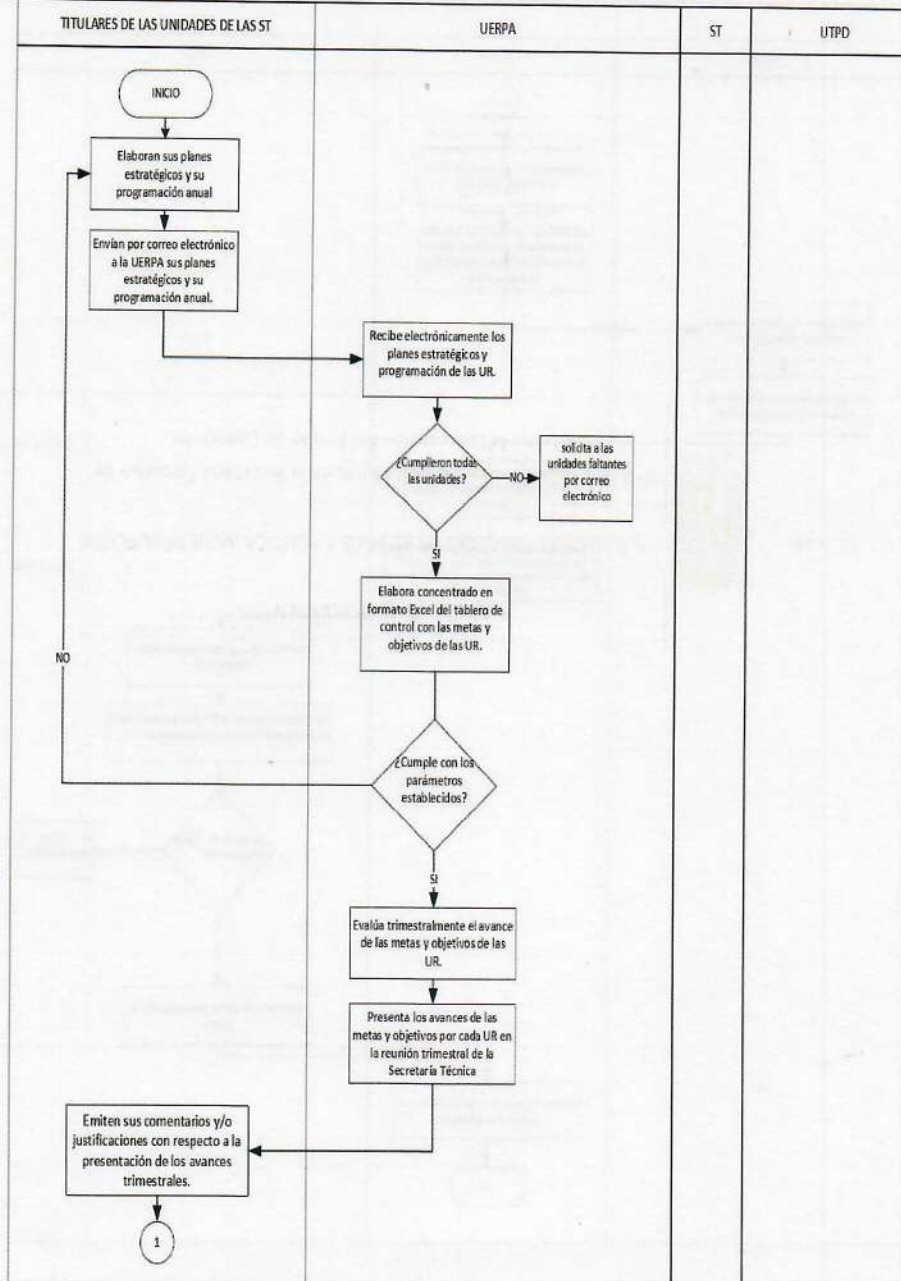 TITULARES DE LAS UNIDADES DE LAS ST
UERPA
ST
UTPD
INICIO
Elaboran sus planes
estratégicos y su
programación anual
Envían por correo electrónico
a la UERPA sus planes
estratégicos y su
programación anual.
Recibe electrónicamente los
planes estratégicos y
programación de las UR.
¿Cumplieron todas
las unidades?
NO
solicita a las
unidades faltantes
por correo
electrónico
SI
Elabora concentrado en
formato Excel del tablero de
control con las metas y
objetivos de las UR.
NO
¿Cumple con los
parámetros
establecidos?
SI
Evalúa trimestralmente el avance
de las metas y objetivos de las
UR.
Presenta los avances de las
metas y objetivos por cada UR en
la reunión trimestral de la
Secretaría Técnica
Emiten sus comentarios y/o
justificaciones con respecto a la
presentación de los avances
trimestrales.
1